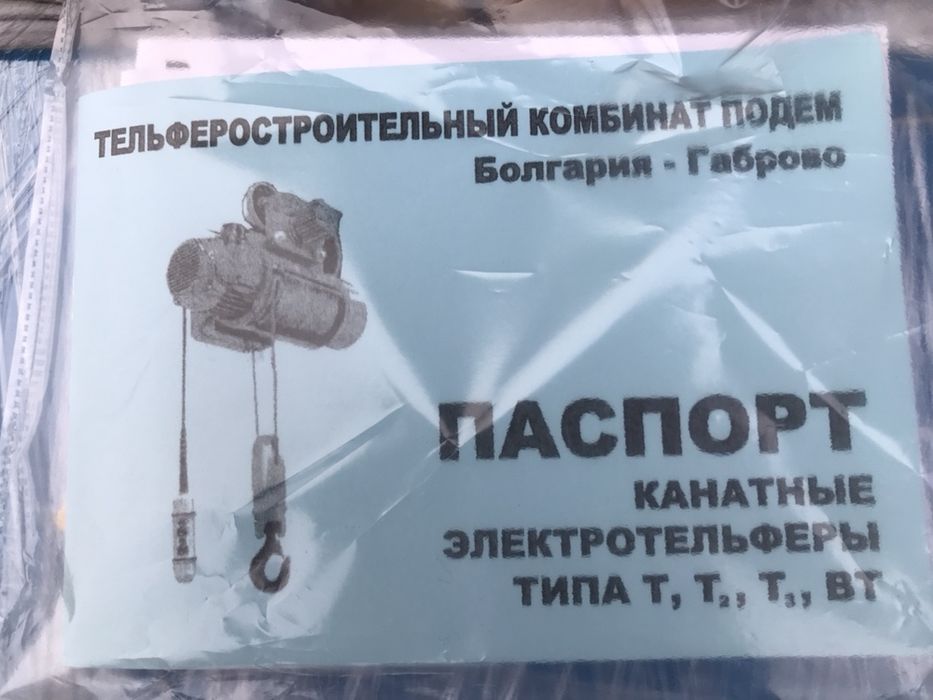 ТЕЛЬФЕРОСТРОИТЕЛЬНЫЙ КОМБИНАТ ПОДЕМ
Болгария - Габрово
ПАСПОРТ
КАНАТНЫЕ
ЭЛЕКТРОТЕЛЬФЕРЫ
ТИПА Т, Т₂, Т₃, ВТ